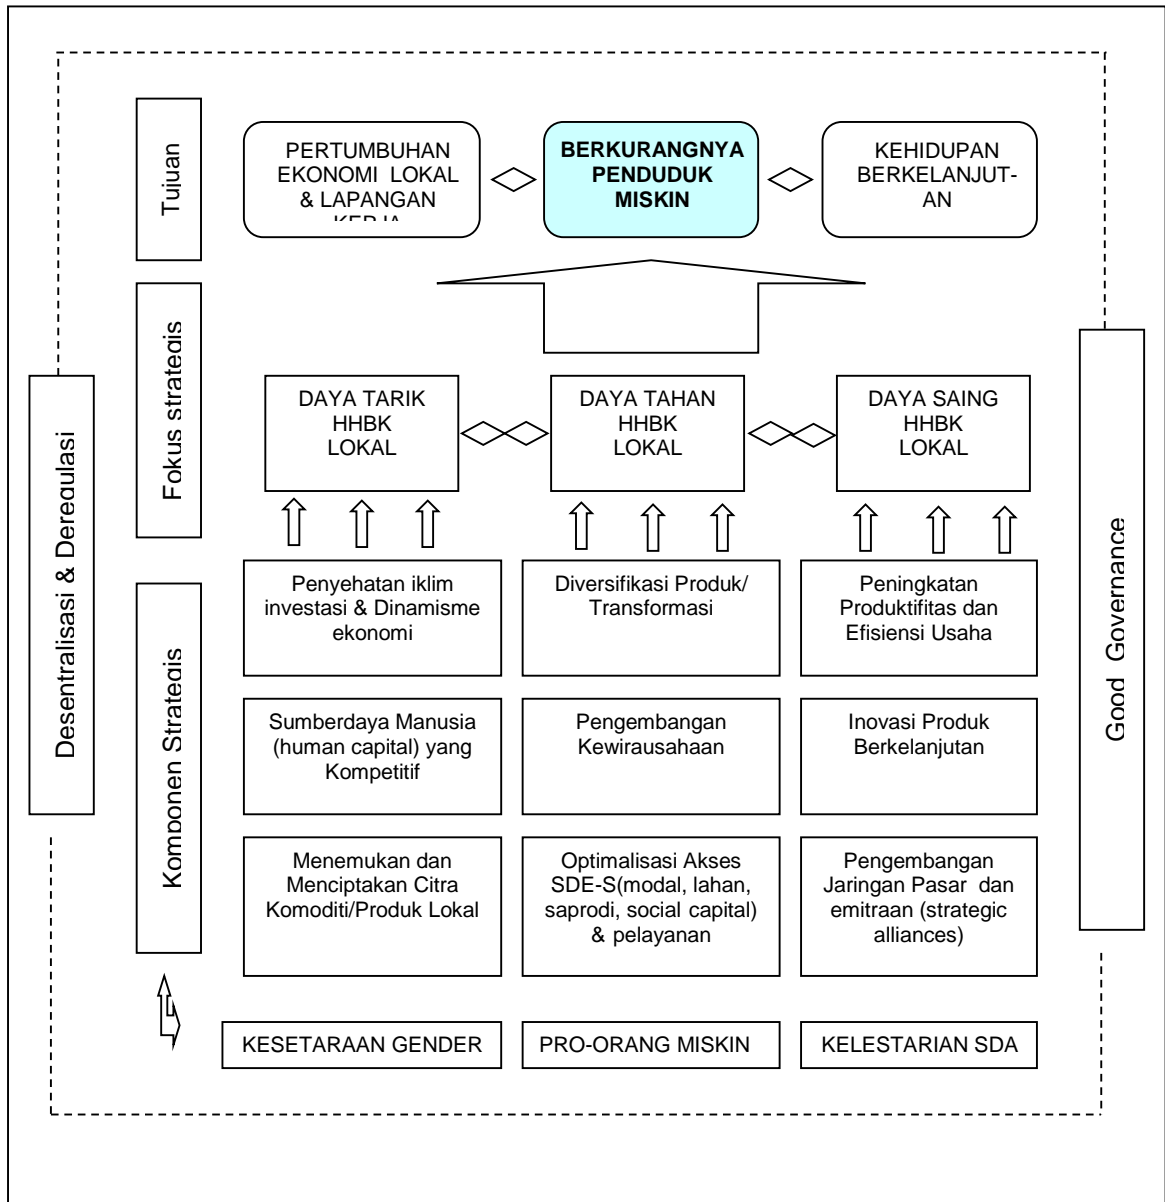 Tujuan
PERTUMBUHAN
EKONOMI LOKAL
& LAPANGAN
KERJA
BERKURANGNYA
PENDUDUK
MISKIN
KEHIDUPAN
BERKELANJUT-
AN
Desentralisasi & Deregulasi
Fokus strategis
DAYA TARIK
HHBK
LOKAL
DAYA TAHAN
HHBK
LOKAL
DAYA SAING
HHBK
LOKAL
Good Governance
Komponen Strategis
Penyehatan iklim
investasi & Dinamisme
ekonomi
Diversifikasi Produk/
Transformasi
Peningkatan
Produktifitas dan
Efisiensi Usaha
Sumberdaya Manusia
(human capital) yang
Kompetitif
Pengembangan
Kewirausahaan
Inovasi Produk
Berkelanjutan
Menemukan dan
Menciptakan Citra
Komoditi/Produk Lokal
Optimalisasi Akses
SDE-S(modal, lahan,
saprodi, social capital)
& pelayanan
Pengembangan
Jaringan Pasar dan
emitraan (strategic
alliances)
KESETARAAN GENDER
PRO-ORANG MISKIN
KELESTARIAN SDA